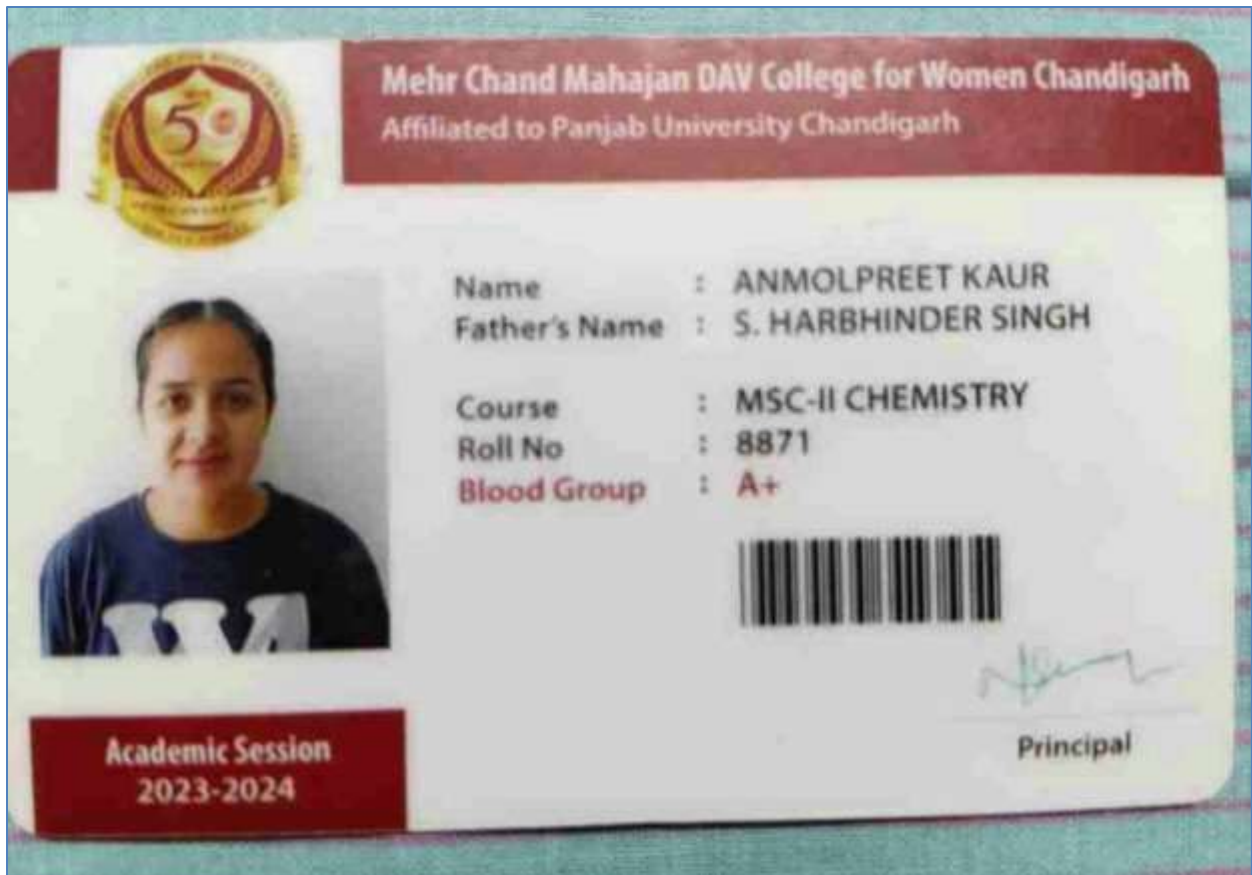 Mehr Chand Mahajan DAV College for Women Chandigarh
Affiliated to Panjab University Chandigarh
50
Name : ANMOLPREET KAUR
Father's Name : S. HARBHINDER SINGH
Course : MSC-II CHEMISTRY
Roll No : 8871
Blood Group : A+
Principal
Academic Session
2023-2024